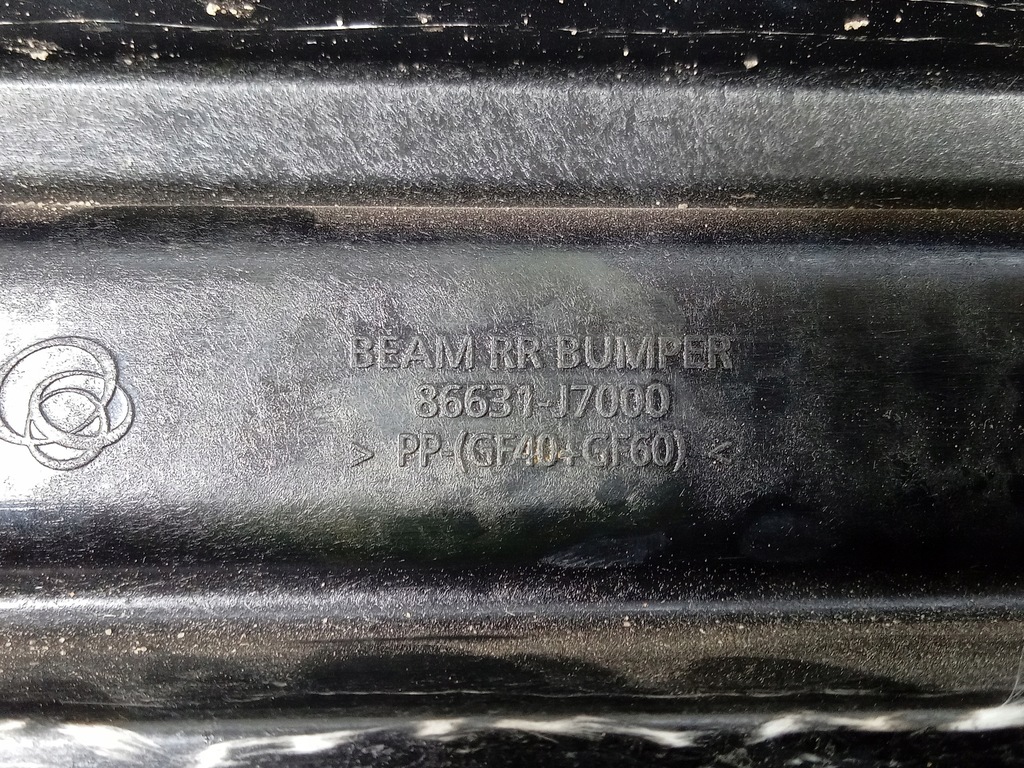 BEAM RR BUMPER
86631-J7000
> PP-(GF40+GF60) <